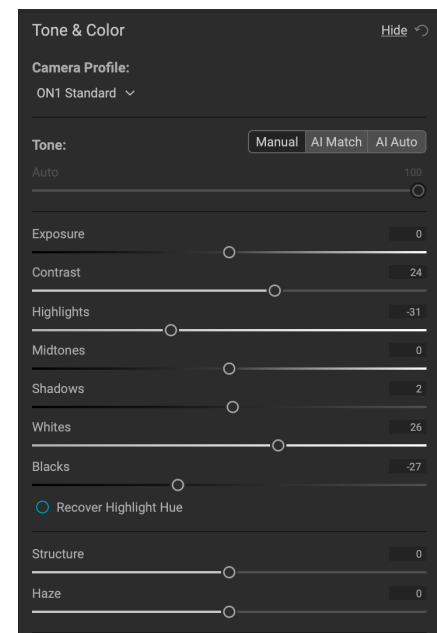 Tone & Color Hide
Camera Profile:
ON1 Standard
Tone: Manual AI Match AI Auto
Auto 100
Exposure 0
Contrast 24
Highlights -31
Midtones 0
Shadows 2
Whites 26
Blacks -27
Recover Highlight Hue
Structure 0
Haze 0